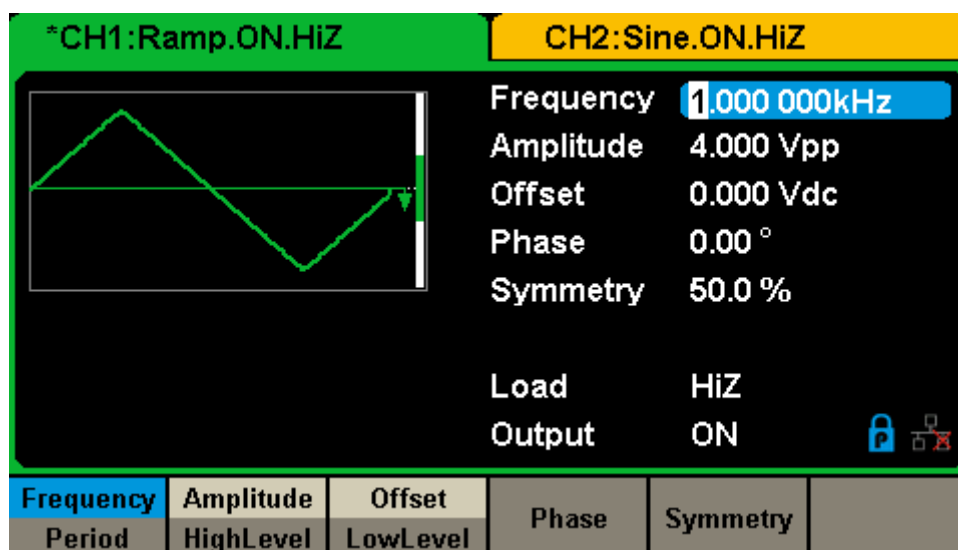 *CH1:Ramp.ON.HiZ
CH2:Sine.ON.HiZ
Frequency 1.000 000kHz
Amplitude 4.000 Vpp
Offset 0.000 Vdc
Phase 0.00 °
Symmetry 50.0 %
Load HiZ
Output ON
P
Frequency Amplitude Offset Phase Symmetry
Period HighLevel LowLevel